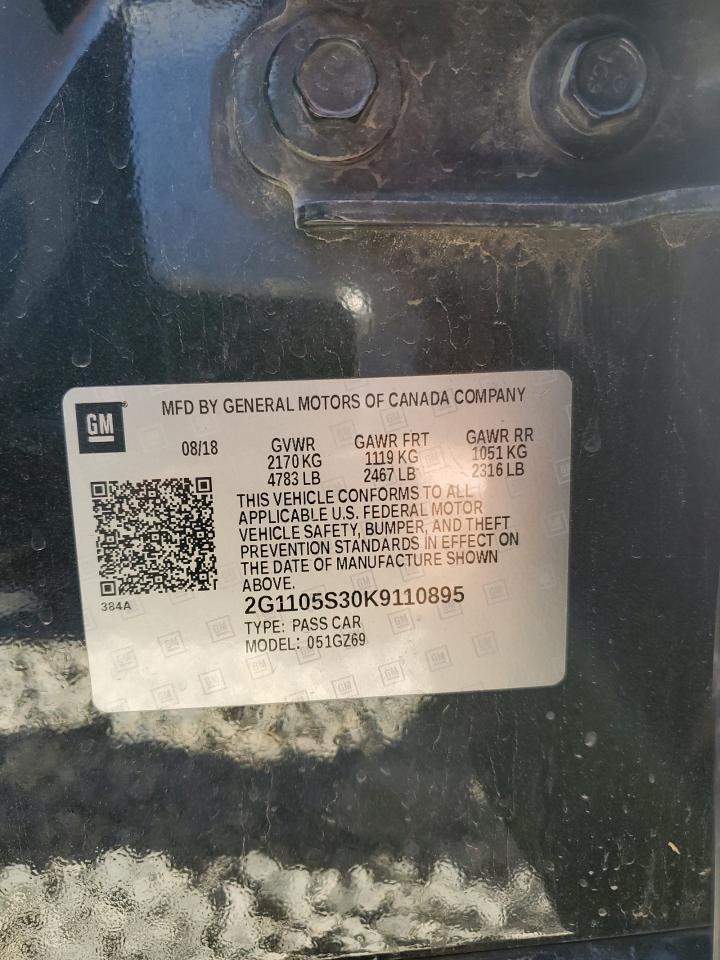 GM
MFD BY GENERAL MOTORS OF CANADA COMPANY
08/18
GVWR
2170 KG
4783 LB
GAWR FRT
1119 KG
2467 LB
GAWR RR
1051 KG
2316 LB
THIS VEHICLE CONFORMS TO ALL
APPLICABLE U.S. FEDERAL MOTOR
VEHICLE SAFETY, BUMPER, AND THEFT
PREVENTION STANDARDS IN EFFECT ON
THE DATE OF MANUFACTURE SHOWN
ABOVE.
384A
2G1105S30K9110895
TYPE: PASS CAR
MODEL: 051GZ69